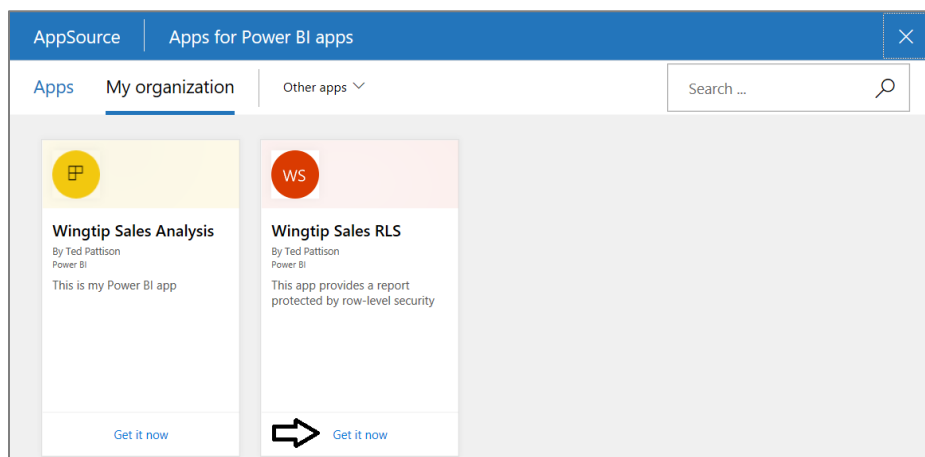 AppSource Apps for Power BI apps
Apps My organization Other apps Search ...
WS
Wingtip Sales Analysis
By Ted Pattison
Power BI
This is my Power BI app
Get it now
Wingtip Sales RLS
By Ted Pattison
Power BI
This app provides a report
protected by row-level security
Get it now